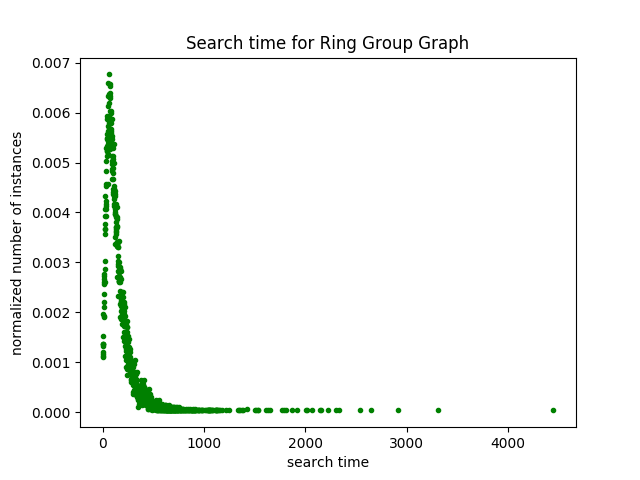 Search time for Ring Group Graph
normalized number of instances
0.007
0.006
0.005
0.004
0.003
0.002
0.001
0.000
0 1000 2000 3000 4000
search time